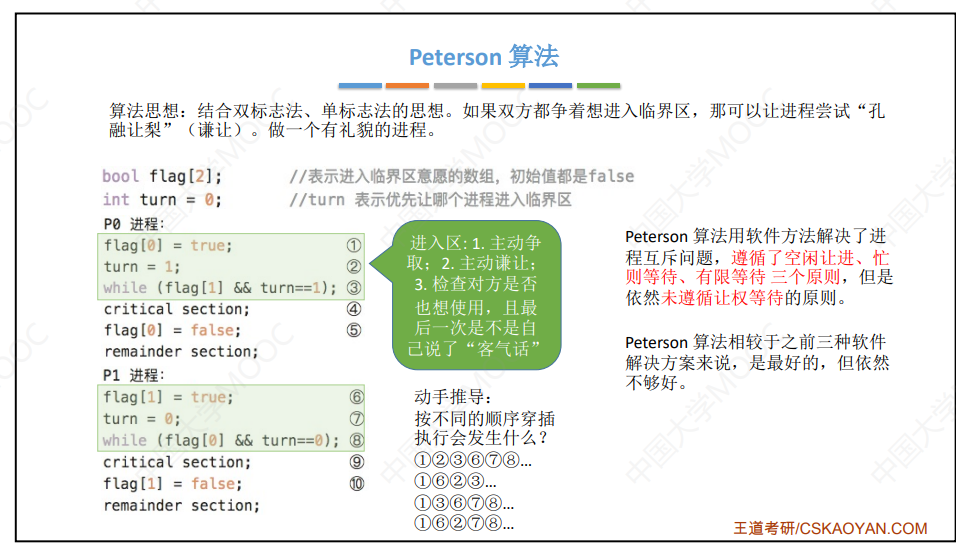 Peterson 算法
算法思想：结合双标志法、单标志法的思想。如果双方都争着想进入临界区，那可以让进程尝试“孔
融让梨”（谦让）。做一个有礼貌的进程。
bool flag[2]; //表示进入临界区意愿的数组，初始值都是false
int turn = 0; //turn 表示优先让哪个进程进入临界区
P0 进程：
flag[0] = true; ①
turn = 1; ②
while (flag[1] && turn==1); ③
critical section; ④
flag[0] = false; ⑤
remainder section;
P1 进程：
flag[1] = true; ⑥
turn = 0; ⑦
while (flag[0] && turn==0); ⑧
critical section; ⑨
flag[1] = false; ⑩
remainder section;
进入区: 1. 主动争
取；2. 主动谦让；
3. 检查对方是否
也想使用，且最
后一次是不是自
己说了“客气话”
动手推导：
按不同的顺序穿插
执行会发生什么？
①②③⑥⑦⑧...
①⑥②③...
①③⑥⑦⑧...
①⑥②⑦⑧...
Peterson 算法用软件方法解决了进
程互斥问题，遵循了空闲让进、忙
则等待、有限等待 三个原则，但是
依然未遵循让权等待的原则。
Peterson 算法相较于之前三种软件
解决方案来说，是最好的，但依然
不够好。
王道考研/CSKAOYAN.COM
中国大学MOOC